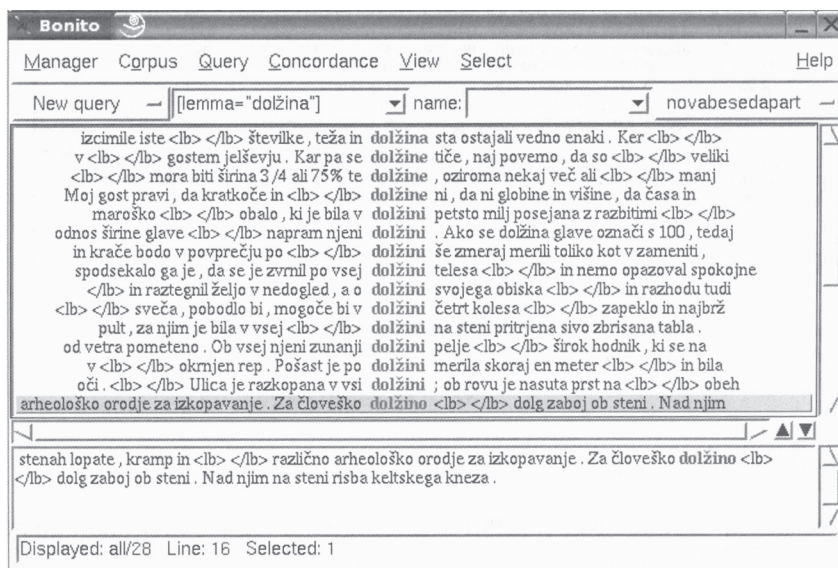 Bonito
Manager Corpus Query Concordance View Select Help
New query [lemma="dolžina"] name: novabesedapart
izcimile iste <lb> </lb> številke , teža in dolžina sta ostajali vedno enaki . Ker <lb> </lb>
v <lb> </lb> gostem jelševju . Kar pa se dolžine tiče , naj povemo , da so <lb> </lb> veliki
<lb> </lb> mora biti širina 3 /4 ali 75% te dolžine , oziroma nekaj več ali <lb> </lb> manj
Moj gost pravi , da kratkoče in <lb> </lb> dolžine ni , da ni globine in višine , da časa in
maroško <lb> </lb> obalo , ki je bila v dolžini petsto milj posejana z razbitimi <lb> </lb>
odnos širine glave <lb> </lb> napram njeni dolžini . Ako se dolžina glave označi s 100 , tedaj
in krače bodo v povprečju po <lb> </lb> dolžini še zmeraj merili toliko kot v zameniti ,
spodsekalo ga je , da se je zvrnil po vsej dolžini telesa <lb> </lb> in nemo opazoval spokojne
</lb> in raztegnil željo v nedogled , a o dolžini svojega obiska <lb> </lb> in razhodu tudi
<lb> </lb> sveča , pobodlo bi , mogoče bi v dolžini četrt kolesa <lb> </lb> zapeklo in najbrž
pult , za njim je bila v vsej <lb> </lb> dolžini na steni pritrjena sivo zbrisana tabla .
od vetra pometeno . Ob vsej njeni zunanji dolžini pelje <lb> </lb> širok hodnik , ki se na
v <lb> </lb> okrnjen rep . Pošast je po dolžini merila skoraj en meter <lb> </lb> in bila
oči . <lb> </lb> Ulica je razkopana v vsi dolžini ; ob rovu je nasuta prst na <lb> </lb> obeh
arheološko orodje za izkopavanje . Za človeško dolžino <lb> </lb> dolg zaboj ob steni . Nad njim
stenah lopate , kramp in <lb> </lb> različno arheološko orodje za izkopavanje . Za človeško dolžino <lb>
</lb> dolg zaboj ob steni . Nad njim na steni risba keltskega kneza .
Displayed: all/28 Line: 16 Selected: 1